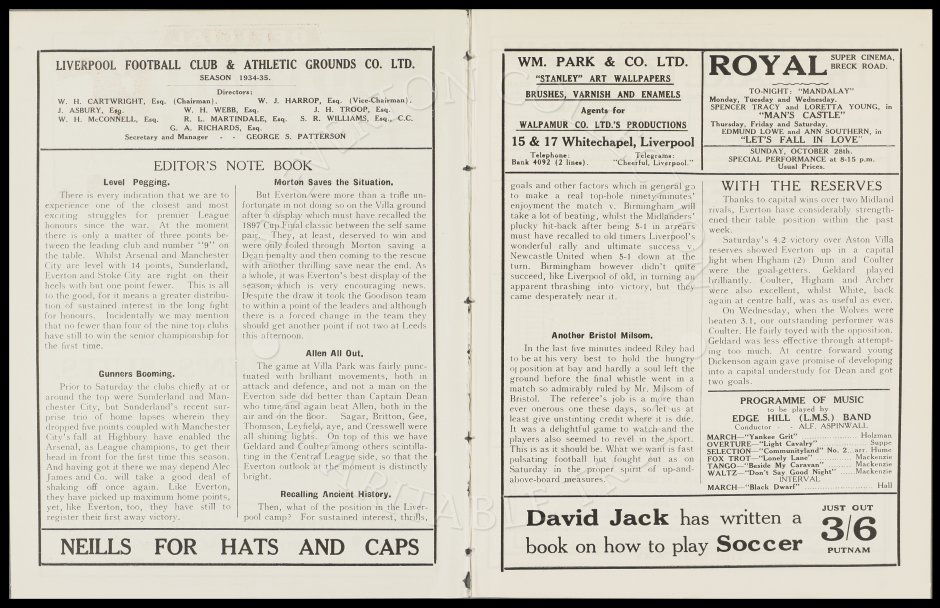 LIVERPOOL FOOTBALL CLUB & ATHLETIC GROUNDS CO. LTD.
SEASON 1934-35.
Directors:
W. H. CARTWRIGHT, Esq. (Chairman). W. J. HARROP, Esq. (Vice-Chairman).
J. ASBURY, Esq. W. H. WEBB, Esq. J. H. TROOP, Esq.
W. H. McCONNELL, Esq. R. L. MARTINDALE, Esq. S. R. WILLIAMS, Esq., C.C.
G. A. RICHARDS, Esq.
Secretary and Manager - - GEORGE S. PATTERSON
EDITOR'S NOTE BOOK
Level Pegging.
There is every indication that we are to
experience one of the closest and most
exciting struggles for premier League
honours since the war. At the moment
there is only a matter of three points be-
tween the leading club and number "9" on
the table. Whilst Arsenal and Manchester
City are level with 14 points, Sunderland,
Everton and Stoke City are right on their
heels with but one point fewer. This is all
to the good, for it means a greater distribu-
tion of sustained interest in the long fight
for honours. Incidentally we may mention
that no fewer than four of the nine top clubs
have still to win the senior championship for
the first time.
Gunners Booming.
Prior to Saturday the clubs chiefly at or
around the top were Sunderland and Man-
chester City, but Sunderland's recent sur-
prise trio of home lapses wherein they
dropped five points coupled with Manchester
City's fall at Highbury have enabled the
Arsenal, as League champions, to get their
head in front for the first time this season.
And having got it there we may depend Alec
James and Co. will take a good deal of
shaking off once again. Like Everton,
they have picked up maximum home points,
yet, like Everton, too, they have still to
register their first away victory.
Morton Saves the Situation.
But Everton were more than a trifle un-
fortunate in not doing so on the Villa ground
after a display which must have recalled the
1897 Cup Final classic between the self same
pair. They, at least, deserved to win and
were only foiled through Morton saving a
Dean penalty and then coming to the rescue
with another thrilling save near the end. As
a whole, it was Everton's best display of the
season, which is very encouraging news.
Despite the draw it took the Goodison team
to within a point of the leaders and although
there is a forced change in the team they
should get another point if not two at Leeds
this afternoon.
Allen All Out.
The game at Villa Park was fairly punc-
tuated with brilliant movements, both in
attack and defence, and not a man on the
Everton side did better than Captain Dean
who time and again beat Allen, both in the
air and on the floor. Sagar, Britton, Gee,
Thomson, Leyfield, aye, and Cresswell were
all shining lights. On top of this we have
Geldard and Coulter among others scintilla-
ting in the Central League side, so that the
Everton outlook at the moment is distinctly
bright.
Recalling Ancient History.
Then, what of the position in the Liver-
pool camp? For sustained interest, thrills,
NEILLS FOR HATS AND CAPS
WM. PARK & CO. LTD.
"STANLEY" ART WALLPAPERS
BRUSHES, VARNISH AND ENAMELS
Agents for
WALPAMUR CO. LTD.'S PRODUCTIONS
15 & 17 Whitechapel, Liverpool
Telephone: Telegrams:
Bank 4092 (2 lines). "Cheerful, Liverpool."
ROYAL SUPER CINEMA,
BRECK ROAD.
TO-NIGHT: "MANDALAY"
Monday, Tuesday and Wednesday.
SPENCER TRACY and LORETTA YOUNG, in
"MAN'S CASTLE"
Thursday, Friday and Saturday.
EDMUND LOWE and ANN SOUTHERN, in
"LET'S FALL IN LOVE"
SUNDAY, OCTOBER 28th.
SPECIAL PERFORMANCE at 8-15 p.m.
Usual Prices.
goals and other factors which in general go
to make a real top-hole ninety-minutes'
enjoyment the match v. Birmingham will
take a lot of beating, whilst the Midlanders'
plucky hit-back after being 5-1 in arrears
must have recalled to old timers Liverpool's
wonderful rally and ultimate success v.
Newcastle United when 5-1 down at the
turn. Birmingham however didn't quite
succeed, like Liverpool of old, in turning an
apparent thrashing into victory, but they
came desperately near it.
Another Bristol Milsom.
In the last five minutes indeed Riley had
to be at his very best to hold the hungry
opposition at bay and hardly a soul left the
ground before the final whistle went in a
match so admirably ruled by Mr. Milsom of
Bristol. The referee's job is a more than
ever onerous one these days, so let us at
least give unstinting credit where it is due.
It was a delightful game to watch and the
players also seemed to revel in the sport.
This is as it should be. What we want is fast
pulsating football but fought out as on
Saturday in the proper spirit of up-and-
above-board measures.
WITH THE RESERVES
Thanks to capital wins over two Midland
rivals, Everton have considerably strength-
ened their table position within the past
week.
Saturday's 4.2 victory over Aston Villa
reserves showed Everton up in a capital
light when Higham (2) Dunn and Coulter
were the goal-getters. Geldard played
brilliantly. Coulter, Higham and Archer
were also excellent, whilst White, back
again at centre half, was as useful as ever.
On Wednesday, when the Wolves were
beaten 3.1, our outstanding performer was
Coulter. He fairly toyed with the opposition.
Geldard was less effective through attempt-
ing too much. At centre forward young
Dickenson again gave promise of developing
into a capital understudy for Dean and got
two goals.
PROGRAMME OF MUSIC
to be played by
EDGE HILL (L.M.S.) BAND
Conductor - - ALF. ASPINWALL
MARCH—"Yankee Grit" Holzman
OVERTURE—"Light Cavalry" Suppe
SELECTION—"Communityland" No. 2 arr. Hume
FOX TROT—"Lonely Lane" Mackenzie
TANGO—"Beside My Caravan" Mackenzie
WALTZ—"Don't Say Good Night" Mackenzie
INTERVAL
MARCH—"Black Dwarf" Hall
David Jack has written a
book on how to play Soccer
JUST OUT
3/6
PUTNAM